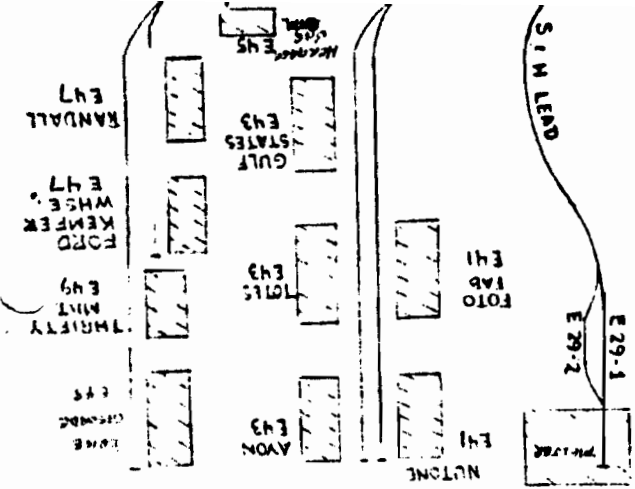 RANDALL
E47
FORD
KEMPER
WHSE.
E47
THRIFTY
E49
E45
GULF
STATES
E43
TOTES
E43
AVON
E43
FOTO
FAB
E41
NUTONE
E41
S/H LEAD
E29-1
E29-2